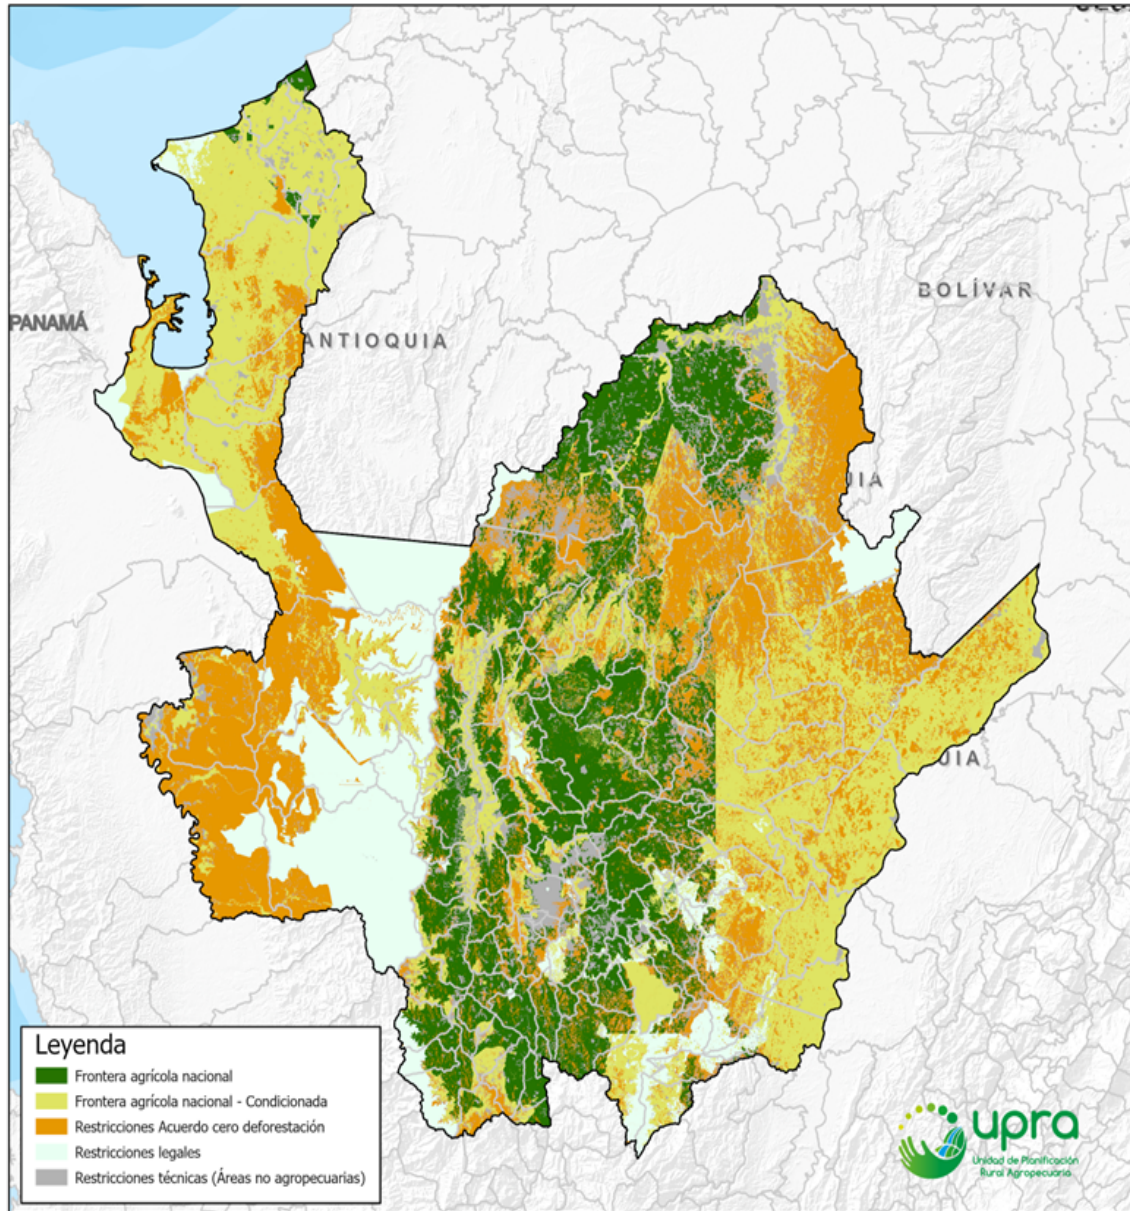 BOLÍVAR
PANAMÁ
ANTIOQUIA
UIA
Leyenda
Frontera agrícola nacional
Frontera agrícola nacional - Condicionada
Restricciones Acuerdo cero deforestación
Restricciones legales
Restricciones técnicas (Áreas no agropecuarias)
upra
Unidad de Planificación
Rural Agropecuaria